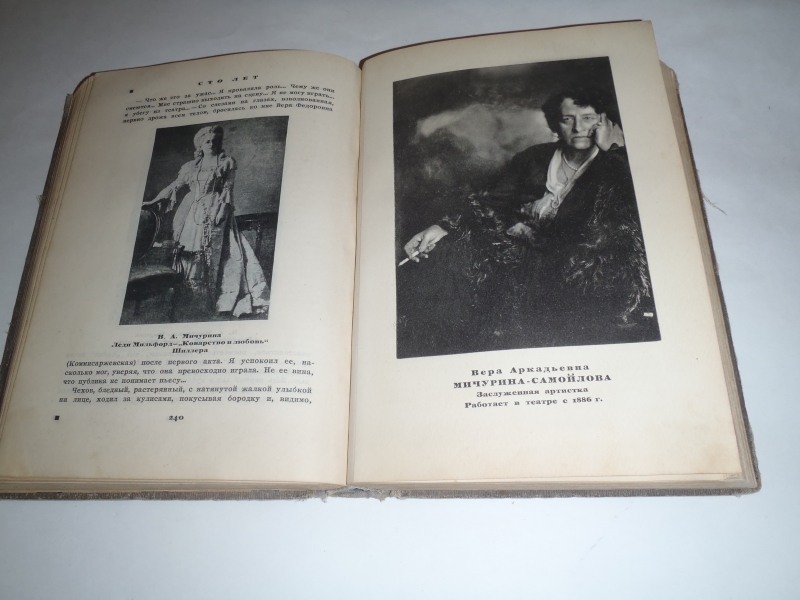 СТО ЛЕТ
— Что же это за ужас.. Я провалила роль... Чему же они
смеются.. Мне страшно выходить на сцену... Я не могу играть..
я убегу из театра.. — Со слезами на глазах,
нервно дрожа всем телом, бросилась ко мне Вера Федоровна
В. А. Мичурина
Леди Мильфорд—„Коварство и любовь“
Шиллера
(Комиссаржевская) после первого акта. Я успокоил ее, на-
сколько мог, уверяя, что она превосходно играла. Не ее вина,
что публика не понимает пьесу...
Чехов, бледный, растерянный, с натянутой жалкой улыбкой
на лице, ходил за кулисами, покусывая бородку и, видимо,
240
Вера Аркадьевна
МИЧУРИНА-САМОЙЛОВА
Заслуженная артистка
Работает в театре с 1886 г.